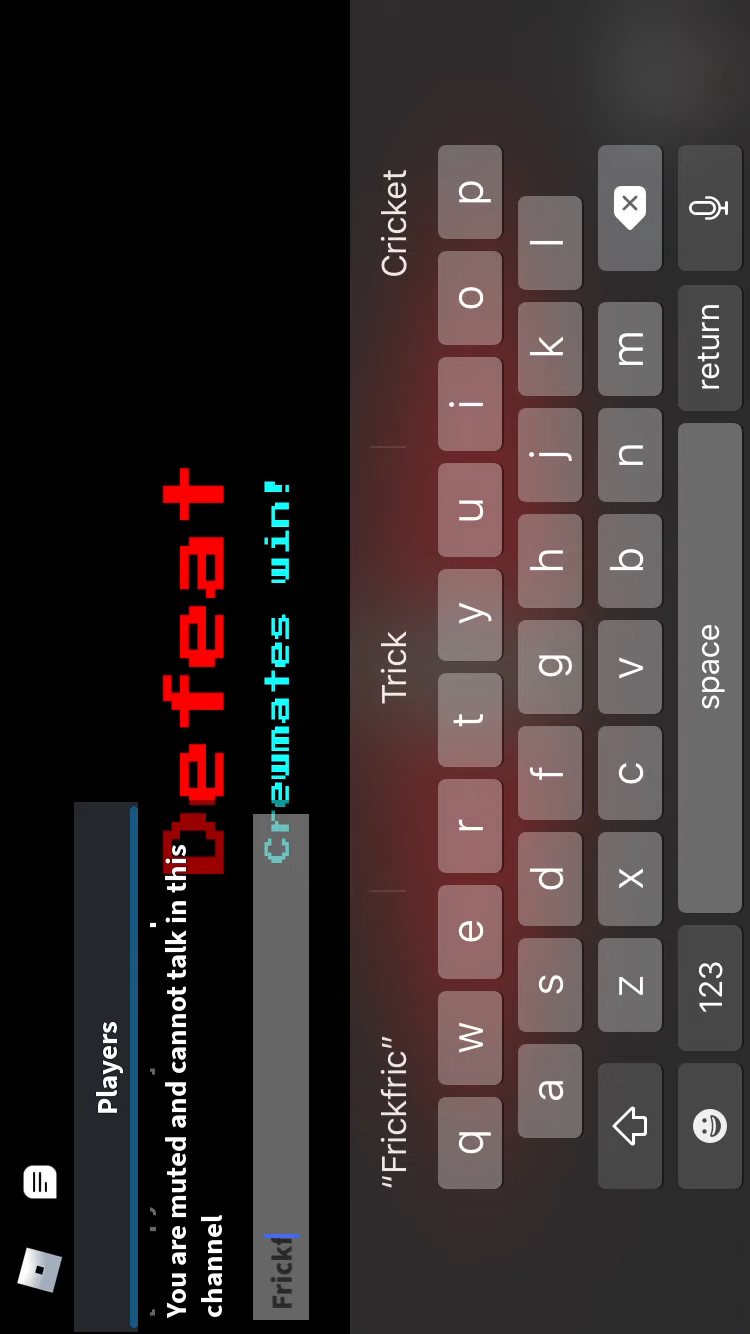 Players
You are muted and cannot talk in this
channel
Defeat
Crewmates win!
“Frickfric” Trick Cricket
q w e r t y u i o p
a s d f g h j k l
z x c v b n m
123 space return